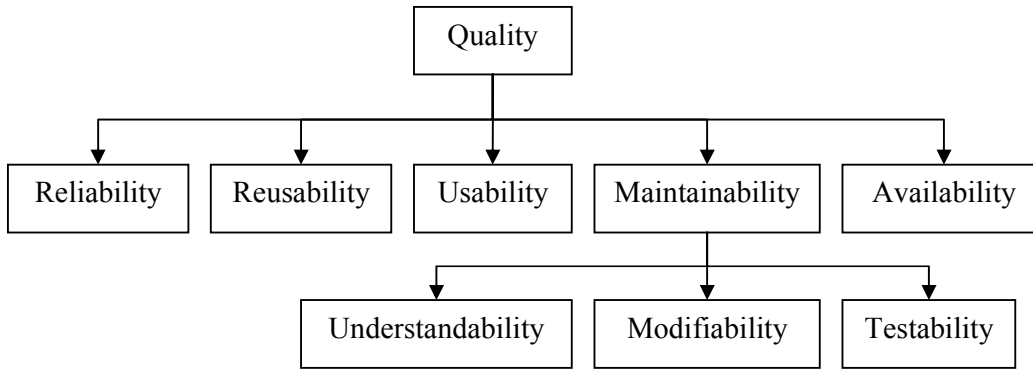 Quality
Reliability
Reusability
Usability
Maintainability
Availability
Understandability
Modifiability
Testability